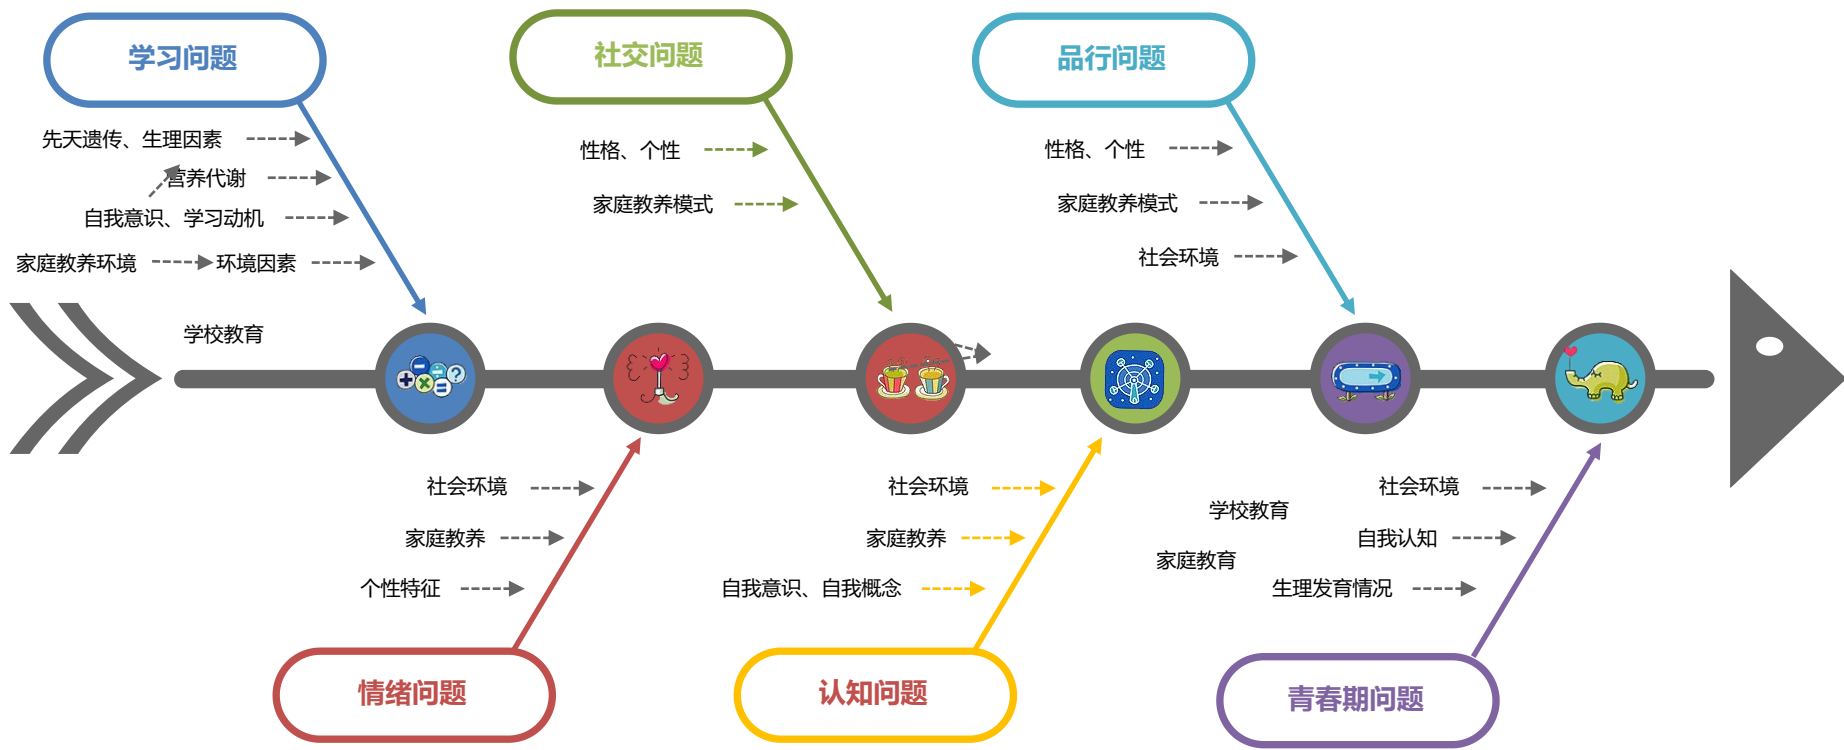 学习问题
社交问题
品行问题
先天遗传、生理因素
营养代谢
自我意识、学习动机
家庭教养环境
环境因素
学校教育
性格、个性
家庭教养模式
性格、个性
家庭教养模式
社会环境
社会环境
家庭教养
个性特征
社会环境
家庭教养
自我意识、自我概念
学校教育
家庭教育
社会环境
自我认知
生理发育情况
情绪问题
认知问题
青春期问题